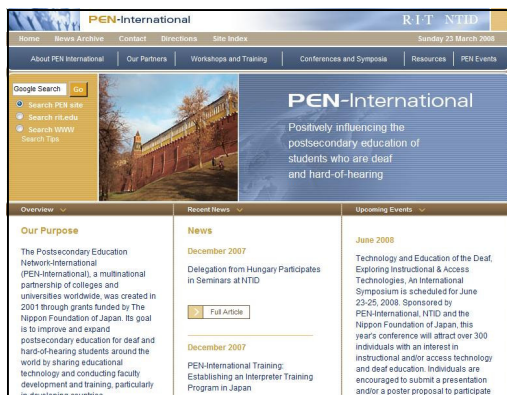 PEN-International
R·I·T NTID
Home News Archive Contact Directions Site Index Sunday 23 March 2008
About PEN International Our Partners Workshops and Training Conferences and Symposia Resources PEN Events
Google Search Go
Search PEN site
Search rit.edu
Search WWW
Search Tips
PEN-International
Positively influencing the
postsecondary education of
students who are deaf
and hard-of-hearing
Overview
Our Purpose
The Postsecondary Education
Network-International
(PEN-International), a multinational
partnership of colleges and
universities worldwide, was created in
2001 through grants funded by The
Nippon Foundation of Japan. Its goal
is to improve and expand
postsecondary education for deaf and
hard-of-hearing students around the
world by sharing educational
technology and conducting faculty
development and training, particularly
in developing countries
Recent News
News
December 2007
Delegation from Hungary Participates
in Seminars at NTID
Full Article
December 2007
PEN-International Training:
Establishing an Interpreter Training
Program in Japan
Upcoming Events
June 2008
Technology and Education of the Deaf,
Exploring Instructional & Access
Technologies, An International
Symposium is scheduled for June
23-25, 2008. Sponsored by
PEN-International, NTID and the
Nippon Foundation of Japan, this
year's conference will attract over 300
individuals with an interest in
instructional and/or access technology
and deaf education. Individuals are
encouraged to submit a presentation
and/or a poster proposal to participate